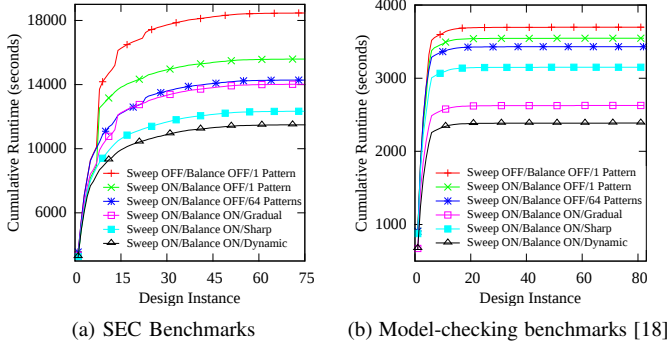 18000
14000
10000
6000
Cumulative Runtime (seconds)
Sweep OFF/Balance OFF/1 Pattern
Sweep ON/Balance OFF/1 Pattern
Sweep ON/Balance OFF/64 Patterns
Sweep ON/Balance ON/Gradual
Sweep ON/Balance ON/Sharp
Sweep ON/Balance ON/Dynamic
0 15 30 45 60 75
Design Instance
(a) SEC Benchmarks
4000
3000
2000
1000
Cumulative Runtime (seconds)
Sweep OFF/Balance OFF/1 Pattern
Sweep ON/Balance OFF/1 Pattern
Sweep ON/Balance OFF/64 Patterns
Sweep ON/Balance ON/Gradual
Sweep ON/Balance ON/Sharp
Sweep ON/Balance ON/Dynamic
0 20 40 60 80
Design Instance
(b) Model-checking benchmarks [18]